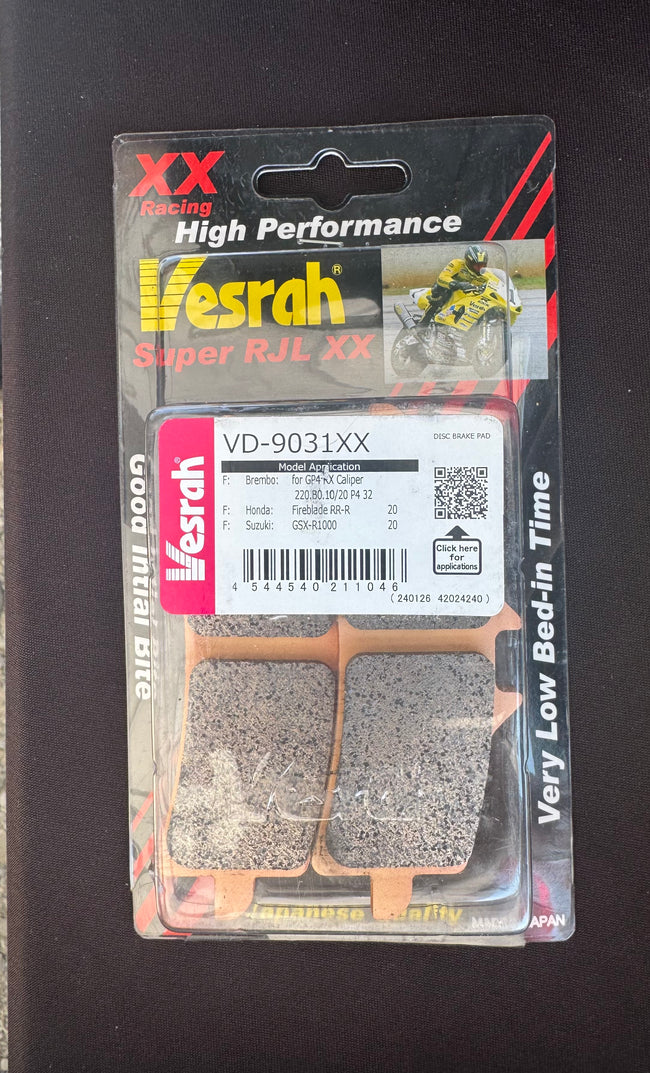 XX
Racing
High Performance
Vesrah®
Super RJL XX
Vesrah®
VD-9031XX
DISC BRAKE PAD
Model Application
F: Brembo: for GP4-RX Caliper
220.B0.10/20 P4 32
F: Honda: Fireblade RR-R 20
F: Suzuki: GSX-R1000 20
Click here
for
applications
4 544540 211046
(240126 42024240)
Good Initial Bite
Very Low Bed-in Time
Japanese Quality
MADE IN JAPAN